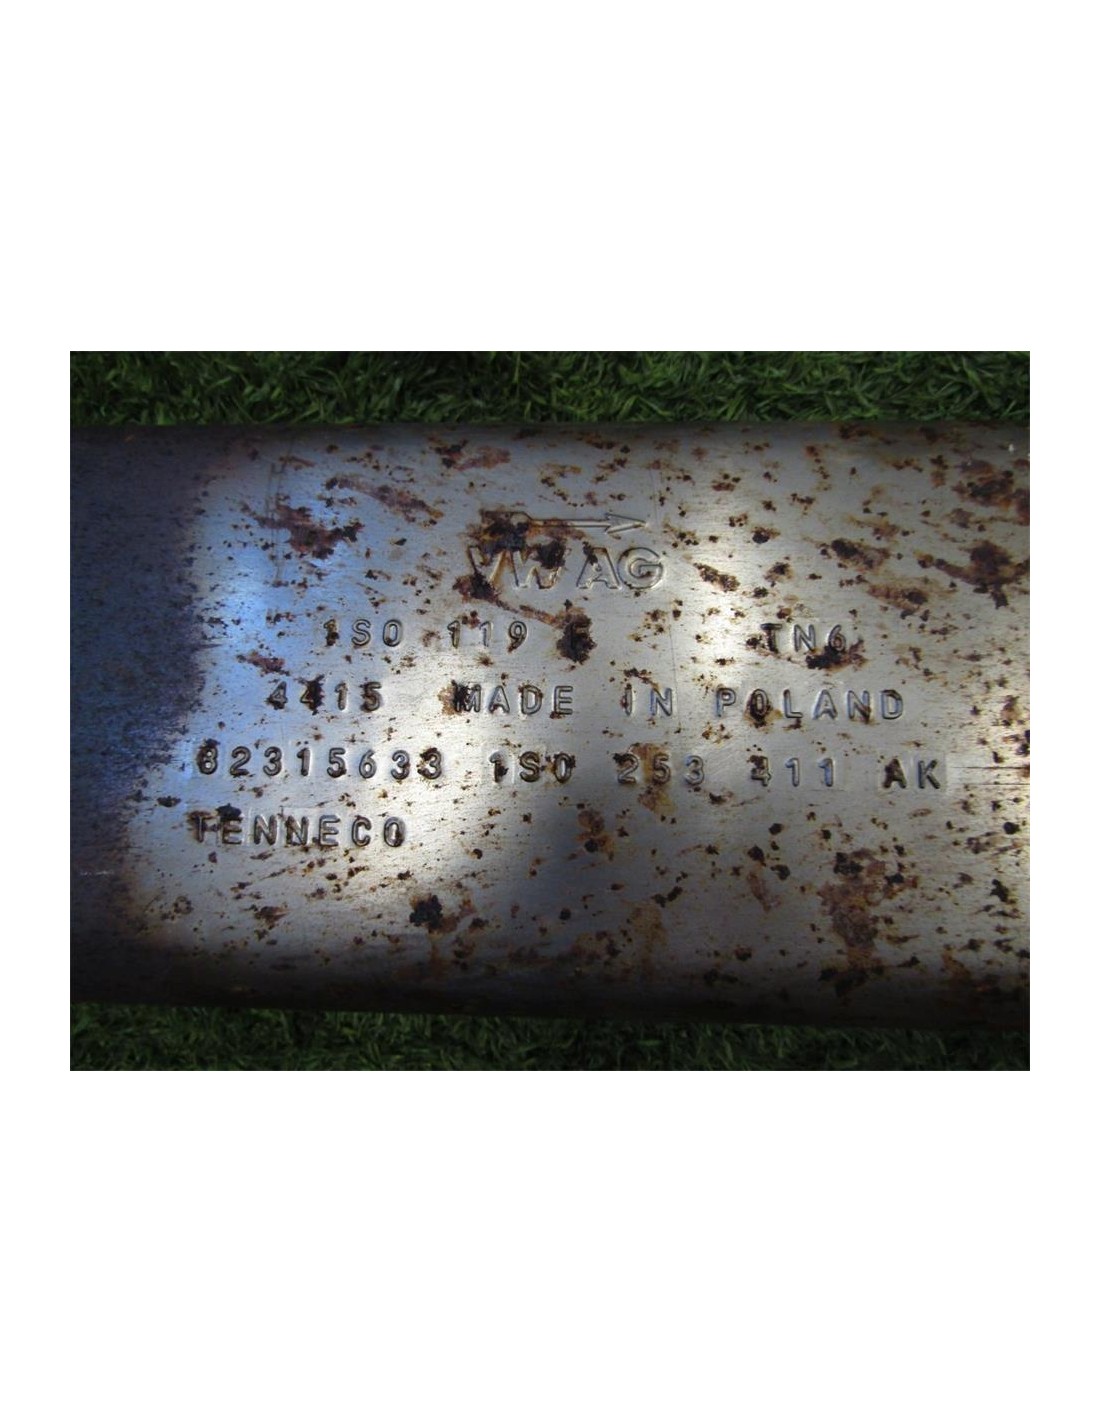 VW AG
1S0 119 F TN6
4415 MADE IN POLAND
82315633 1S0 253 411 AK
TENNECO